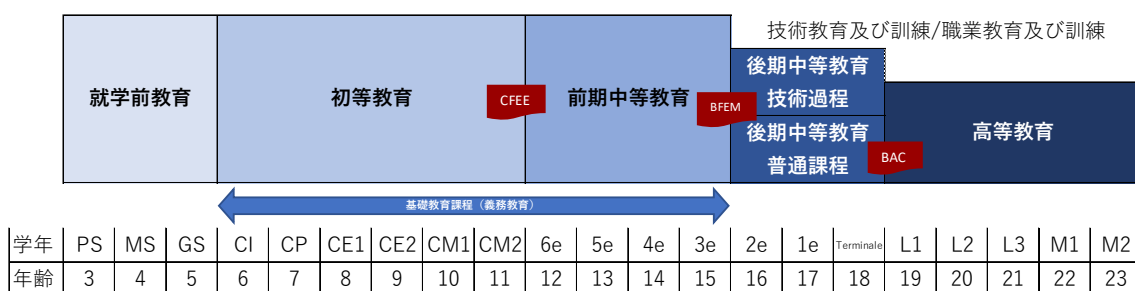 技術教育及び訓練/職業教育及び訓練
就学前教育
初等教育
CFEE
前期中等教育
BFEM
後期中等教育
技術過程
後期中等教育
普通課程
BAC
高等教育
基礎教育課程（義務教育）
学年 PS MS GS CI CP CE1 CE2 CM1 CM2 6e 5e 4e 3e 2e 1e Terminale L1 L2 L3 M1 M2
年齢 3 4 5 6 7 8 9 10 11 12 13 14 15 16 17 18 19 20 21 22 23